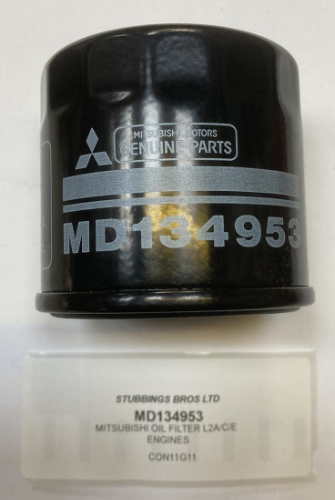 MITSUBISHI MOTORS
GENUINE PARTS
MD134953
STUBBINGS BROS LTD
MD134953
MITSUBISHI OIL FILTER L2A/C/E
ENGINES
CON11G11